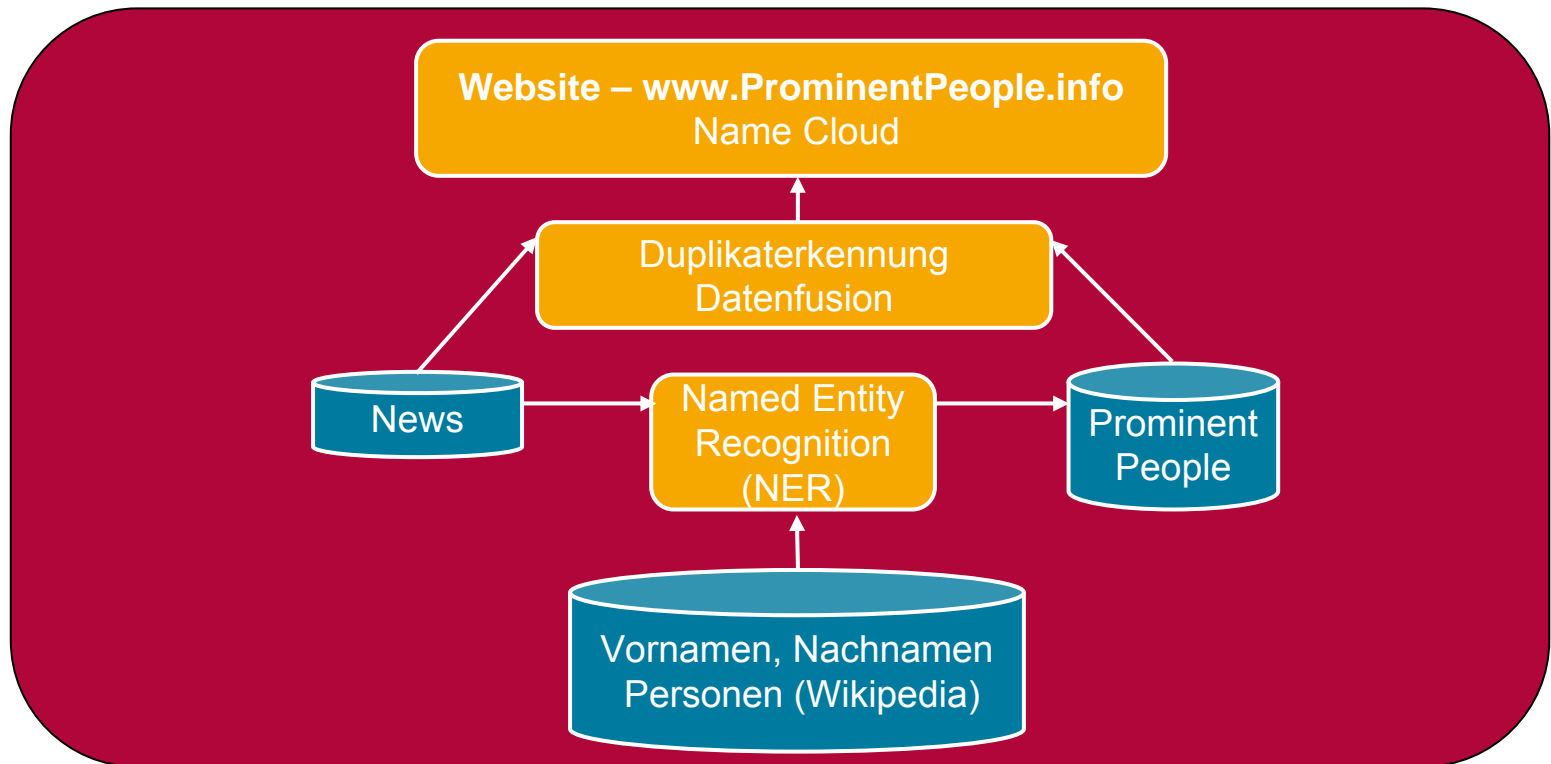 Website – www.ProminentPeople.info
Name Cloud
Duplikaterkennung
Datenfusion
News
Named Entity
Recognition
(NER)
Prominent
People
Vornamen, Nachnamen
Personen (Wikipedia)